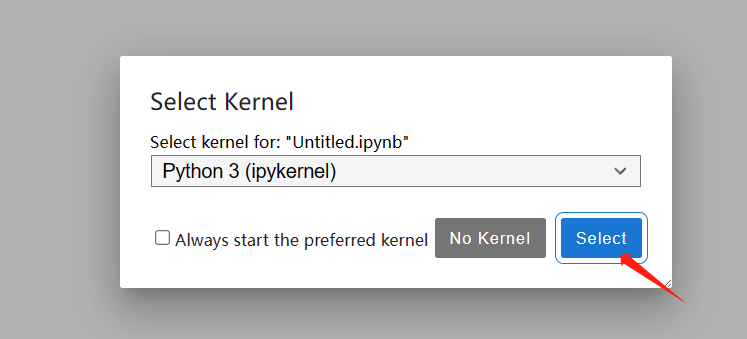 Select Kernel
Select kernel for: "Untitled.ipynb"
Python 3 (ipykernel)
Always start the preferred kernel No Kernel Select